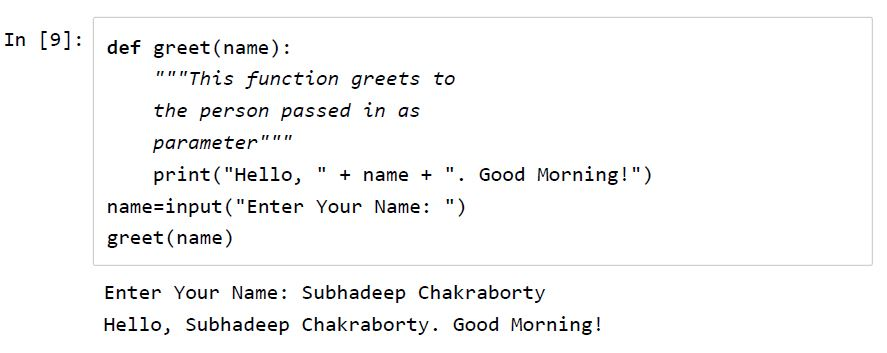 In [9]: def greet(name):
"""This function greets to
the person passed in as
parameter"""
print("Hello, " + name + ". Good Morning!")
name=input("Enter Your Name: ")
greet(name)
Enter Your Name: Subhadeep Chakraborty
Hello, Subhadeep Chakraborty. Good Morning!